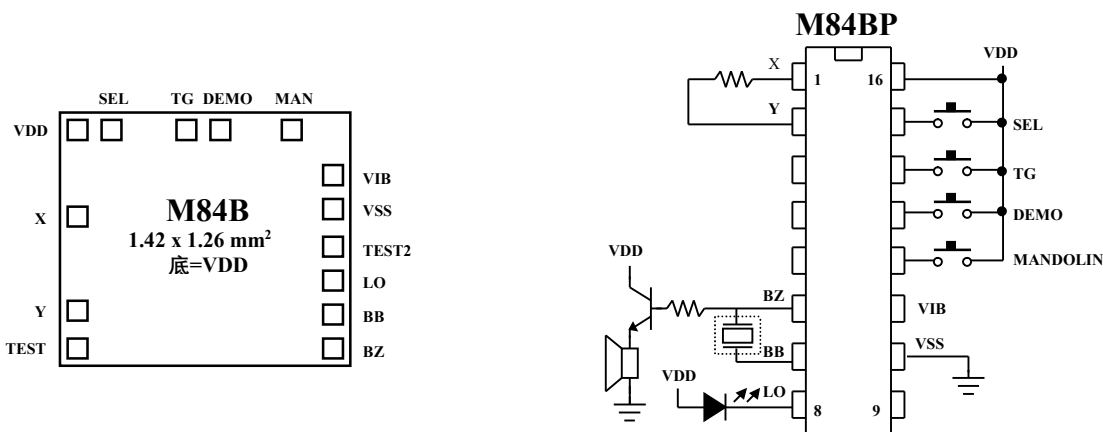 SEL TG DEMO MAN
VDD
VIB
VSS
X
M84B
1.42 x 1.26 mm²
底=VDD
TEST2
LO
Y
BB
TEST
BZ
M84BP
VDD
X
1 16
Y
SEL
TG
DEMO
MANDOLIN
VDD
BZ
VIB
BB
VSS
VDD
LO
8 9